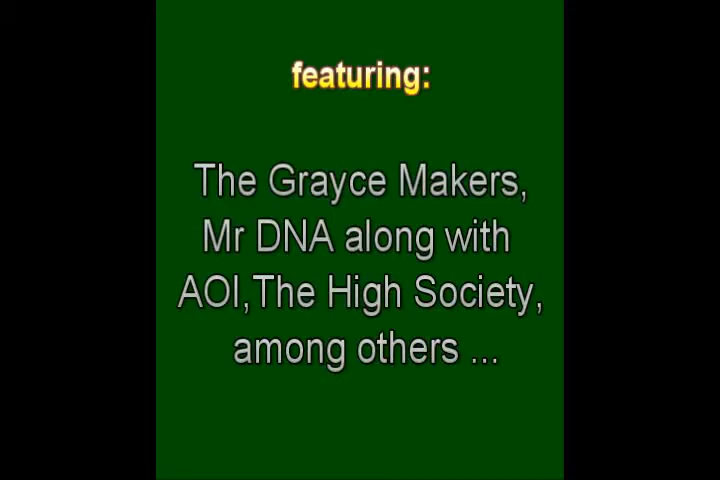 featuring:
The Grayce Makers,
Mr DNA along with
AOI,The High Society,
among others ...